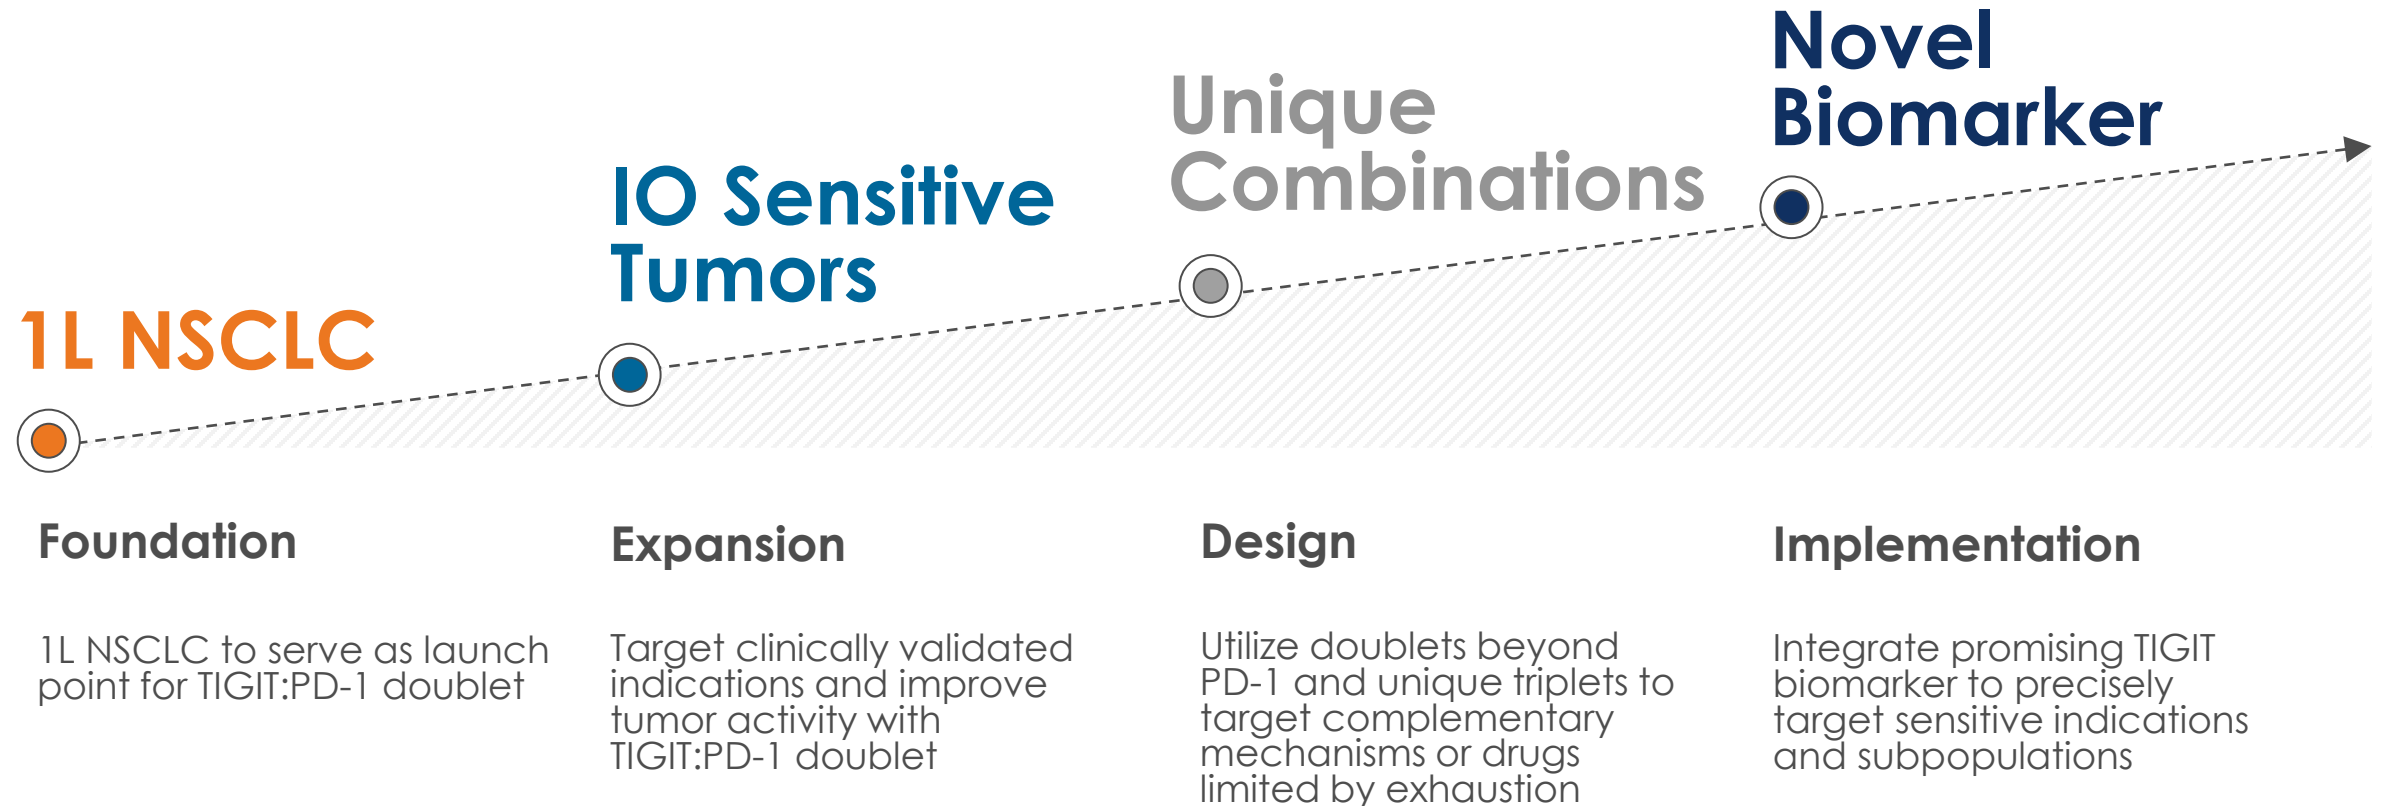 1L NSCLC
IO Sensitive
Tumors
Unique
Combinations
Novel
Biomarker
Foundation
1L NSCLC to serve as launch
point for TIGIT:PD-1 doublet
Expansion
Target clinically validated
indications and improve
tumor activity with
TIGIT:PD-1 doublet
Design
Utilize doublets beyond
PD-1 and unique triplets to
target complementary
mechanisms or drugs
limited by exhaustion
Implementation
Integrate promising TIGIT
biomarker to precisely
target sensitive indications
and subpopulations